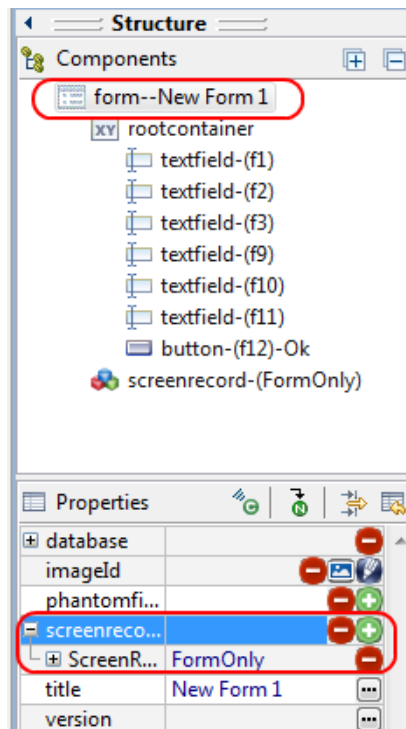 Structure
Components
form--New Form 1
XY rootcontainer
textfield-(f1)
textfield-(f2)
textfield-(f3)
textfield-(f9)
textfield-(f10)
textfield-(f11)
button-(f12)-Ok
screenrecord-(FormOnly)
Properties
database
imageId
phantomfi...
screenreco...
ScreenR... FormOnly
title New Form 1
version